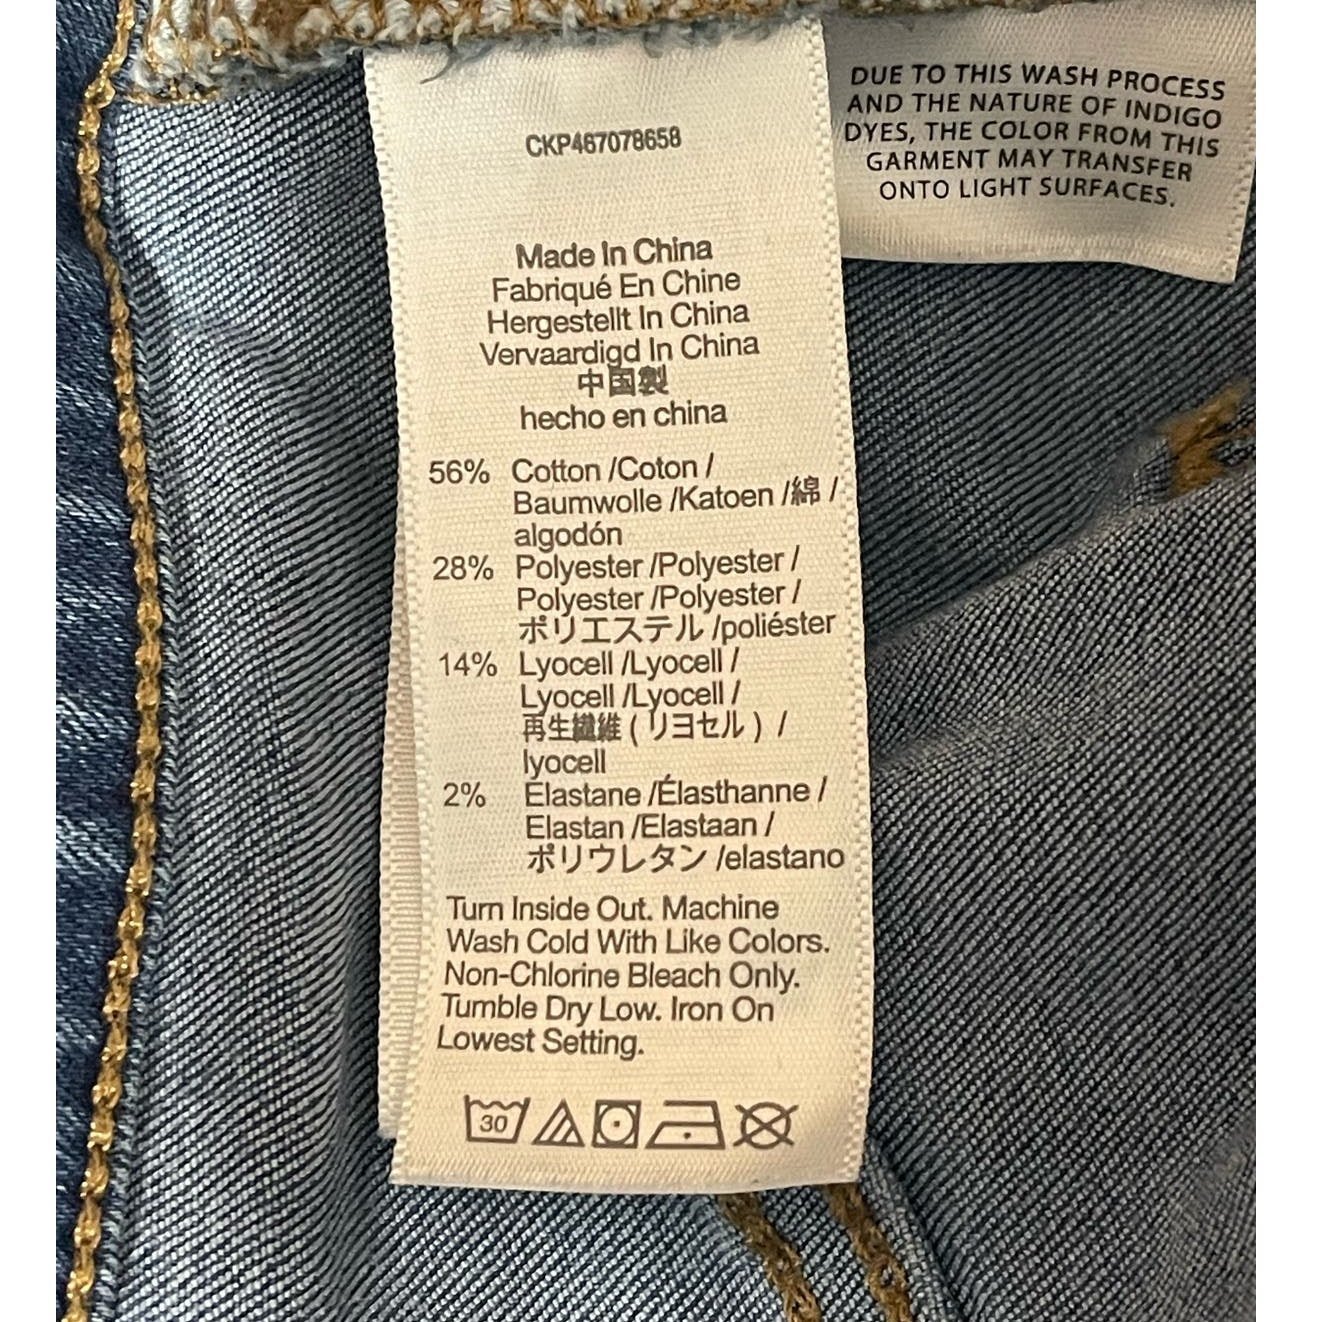 CKP467078658
Made In China
Fabriqué En Chine
Hergestellt In China
Vervaardigd In China
中国製
hecho en china
56% Cotton /Coton /
Baumwolle /Katoen /綿 /
algodón
28% Polyester /Polyester /
Polyester /Polyester /
ポリエステル /poliéster
14% Lyocell /Lyocell /
Lyocell /Lyocell /
再生繊維 ( リヨセル ) /
lyocell
2% Elastane /Élasthanne /
Elastan /Elastaan /
ポリウレタン /elastano
Turn Inside Out. Machine
Wash Cold With Like Colors.
Non-Chlorine Bleach Only.
Tumble Dry Low. Iron On
Lowest Setting.
30
DUE TO THIS WASH PROCESS
AND THE NATURE OF INDIGO
DYES, THE COLOR FROM THIS
GARMENT MAY TRANSFER
ONTO LIGHT SURFACES.